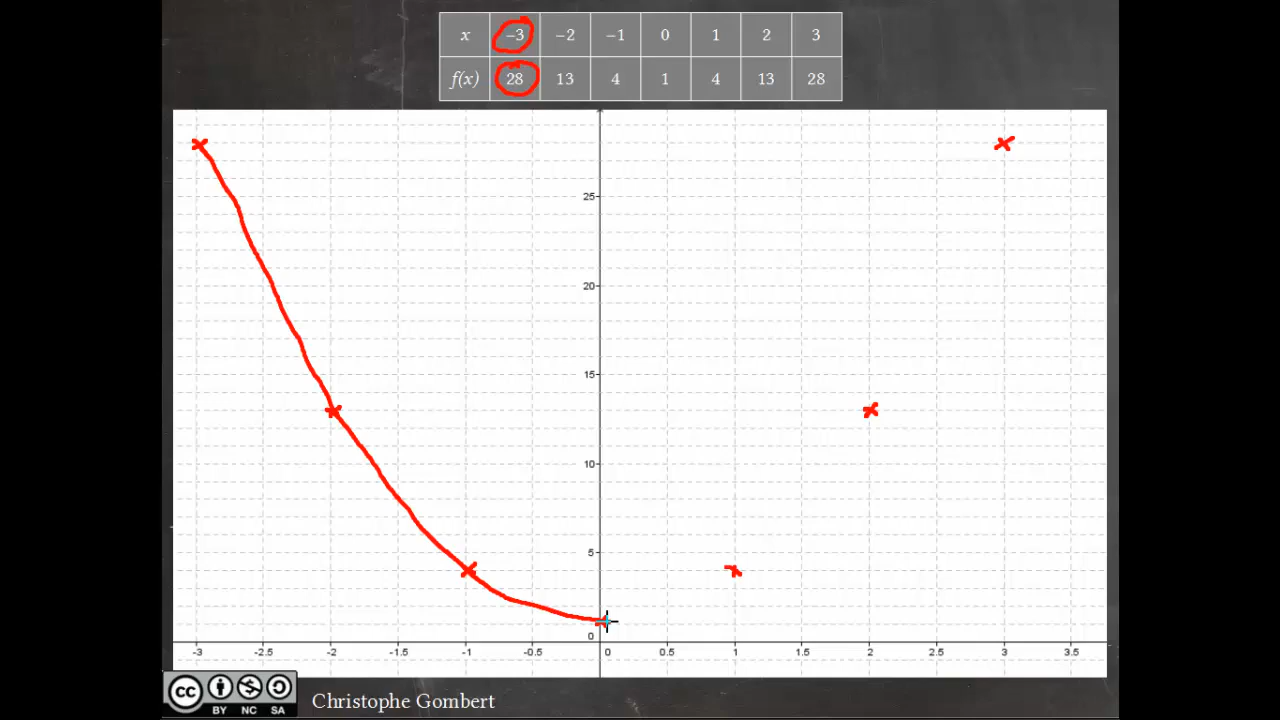 x −3 −2 −1 0 1 2 3
f(x) 28 13 4 1 4 13 28
25
20
15
10
5
0
-3 -2.5 -2 -1.5 -1 -0.5 0 0.5 1 1.5 2 2.5 3 3.5
cc
BY NC SA
Christophe Gombert